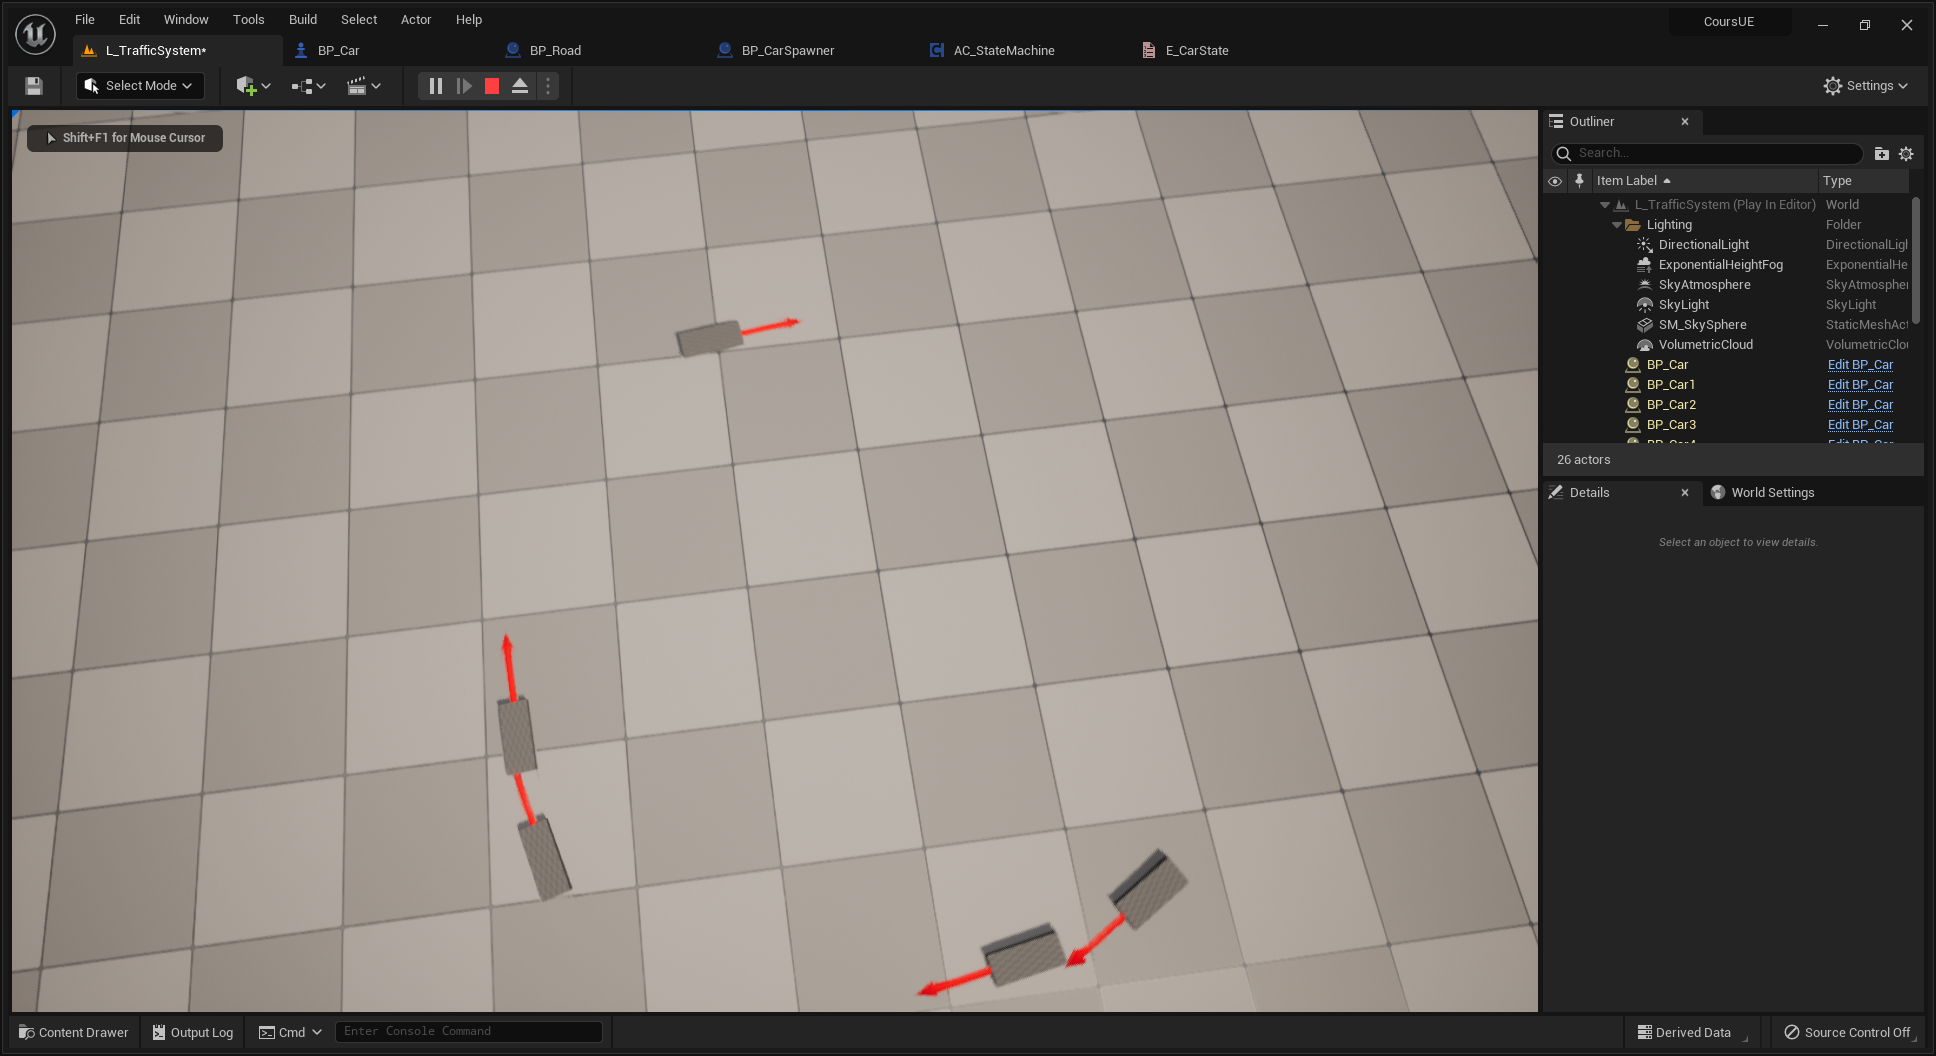 File Edit Window Tools Build Select Actor Help
CoursUE
L_TrafficSystem* BP_Car BP_Road BP_CarSpawner AC_StateMachine E_CarState
Select Mode
Settings
Shift+F1 for Mouse Cursor
Outliner
Search...
Item Label Type
L_TrafficSystem (Play In Editor) World
Lighting Folder
DirectionalLight DirectionalLigl
ExponentialHeightFog ExponentialHe
SkyAtmosphere SkyAtmospher
SkyLight SkyLight
SM_SkySphere StaticMeshAct
VolumetricCloud VolumetricClou
BP_Car Edit BP_Car
BP_Car1 Edit BP_Car
BP_Car2 Edit BP_Car
BP_Car3 Edit BP_Car
26 actors
Details World Settings
Select an object to view details.
Content Drawer Output Log Cmd Enter Console Command Derived Data Source Control Off